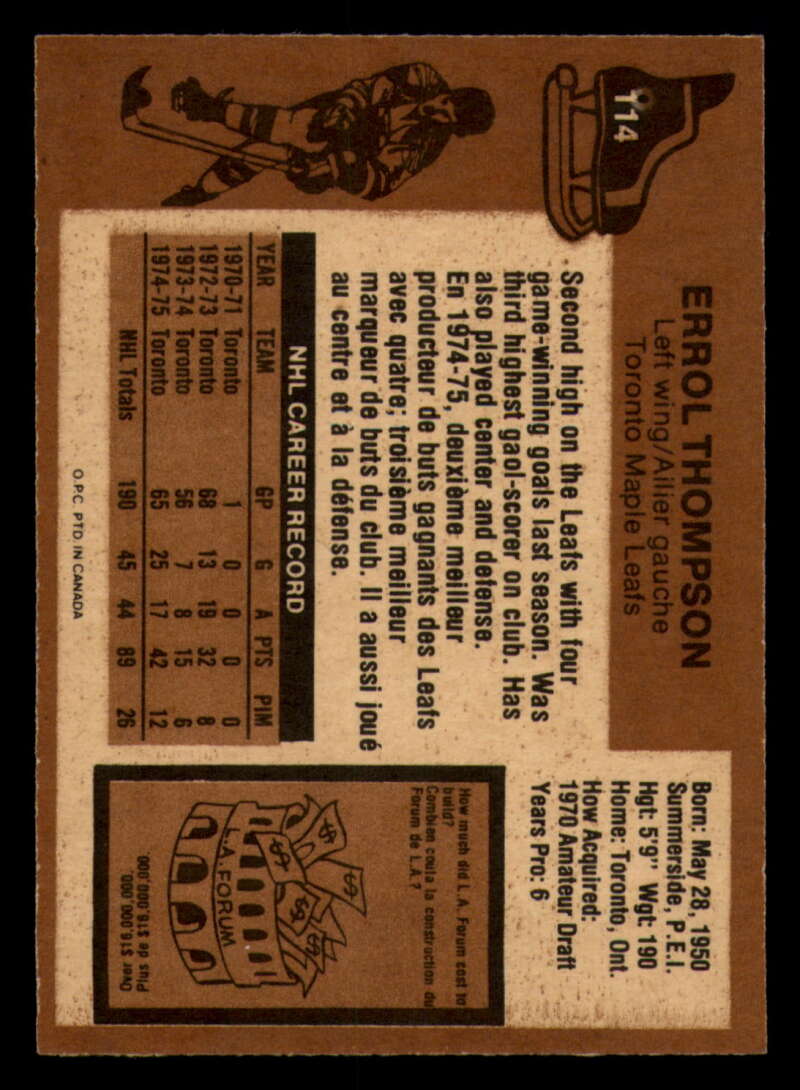 114
ERROL THOMPSON
Left wing/Ailier gauche
Toronto Maple Leafs
Born: May 28, 1950
Summerside, P.E.I.
Hgt: 5'9" Wgt: 190
Home: Toronto, Ont.
How Acquired:
1970 Amateur Draft
Years Pro: 6
Second high on the Leafs with four
game-winning goals last season. Was
third highest gaol-scorer on club. Has
also played center and defense.
En 1974-75, deuxième meilleur
producteur de buts gagnants des Leafs
avec quatre; troisième meilleur
marqueur de buts du club. Il a aussi joué
au centre et à la défense.
NHL CAREER RECORD
YEAR TEAM GP G A PTS PIM
1970-71 Toronto 1 0 0 0 0
1972-73 Toronto 68 13 19 32 8
1973-74 Toronto 56 7 8 15 6
1974-75 Toronto 65 25 17 42 12
NHL Totals 190 45 44 89 26
O.P.C. PTD. IN CANADA
How much did L.A. Forum cost to
build?
Combien coula la construction du
Forum de L.A.?
$
$
$
$
L.A. FORUM
Over $16,000,000.
Plus de $16,000,000.